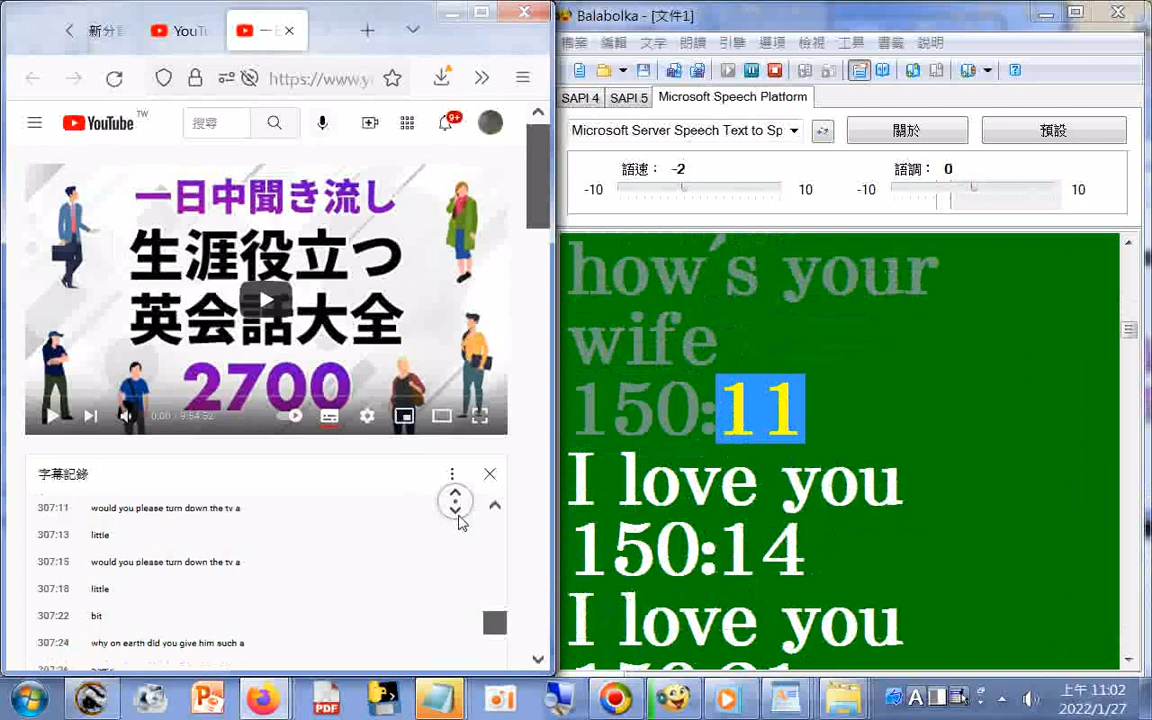 新分
YouTu
一日
https://www.y
YouTube TW
搜尋
9+
一日中聞き流し
生涯役立つ
英会話大全
2700
0:00 / 9:54:52
字幕記錄
307:11 would you please turn down the tv a
307:13 little
307:15 would you please turn down the tv a
307:18 little
307:22 bit
307:24 why on earth did you give him such a
Balabolka - [文件1]
檔案 編輯 文字 朗讀 引擎 選項 檢視 工具 書籤 說明
SAPI 4 SAPI 5 Microsoft Speech Platform
Microsoft Server Speech Text to Sp
關於 預設
語速： -2 語調： 0
-10 10 -10 10
how's your
wife
150:11
I love you
150:14
I love you
PDF
A
上午 11:02
2022/1/27